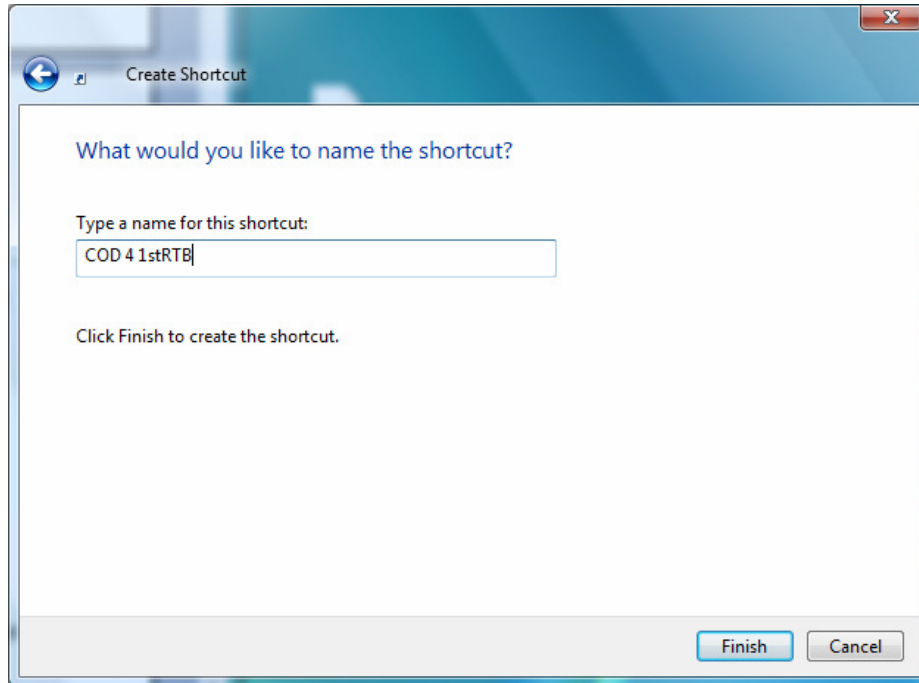 Create Shortcut
What would you like to name the shortcut?
Type a name for this shortcut:
COD 4 1stRTB
Click Finish to create the shortcut.
Finish Cancel